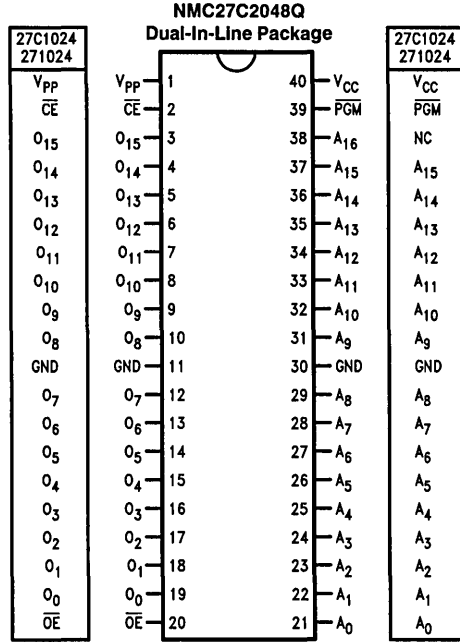 NMC27C2048Q
Dual-In-Line Package
27C1024 27C1024
271024 271024
VPP VPP 1 40 VCC VCC
CE CE 2 39 PGM PGM
O15 O15 3 38 A16 NC
O14 O14 4 37 A15 A15
O13 O13 5 36 A14 A14
O12 O12 6 35 A13 A13
O11 O11 7 34 A12 A12
O10 O10 8 33 A11 A11
O9 O9 9 32 A10 A10
O8 O8 10 31 A9 A9
GND GND 11 30 GND GND
O7 O7 12 29 A8 A8
O6 O6 13 28 A7 A7
O5 O5 14 27 A6 A6
O4 O4 15 26 A5 A5
O3 O3 16 25 A4 A4
O2 O2 17 24 A3 A3
O1 O1 18 23 A2 A2
O0 O0 19 22 A1 A1
OE OE 20 21 A0 A0